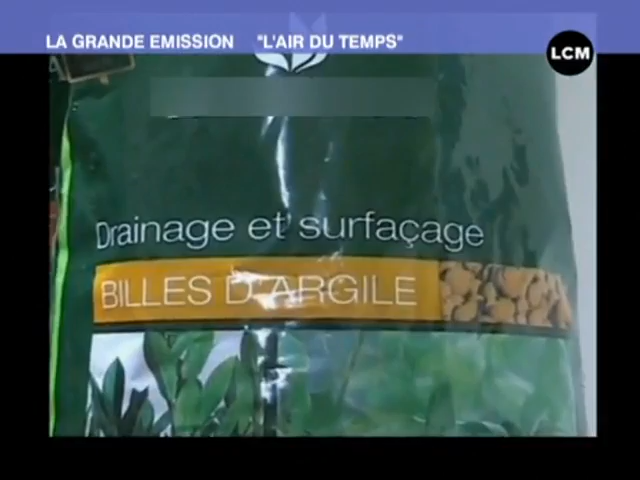 LA GRANDE EMISSION "L'AIR DU TEMPS"
LCM
Drainage et surfaçage
BILLES D'ARGILE